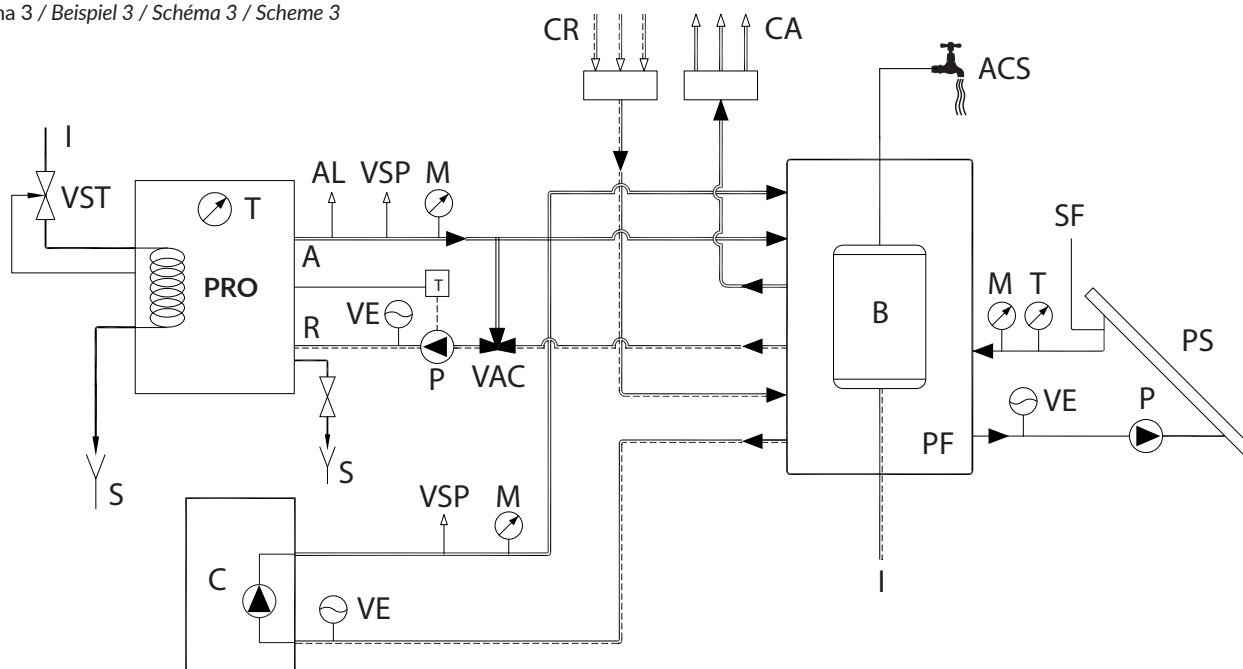 ma 3 / Beispiel 3 / Schéma 3 / Scheme 3
CR
CA
ACS
I
VST
AL
VSP
M
T
A
PRO
T
R
VE
P
VAC
B
SF
M
T
PS
VE
P
PF
S
S
VSP
M
C
VE
I